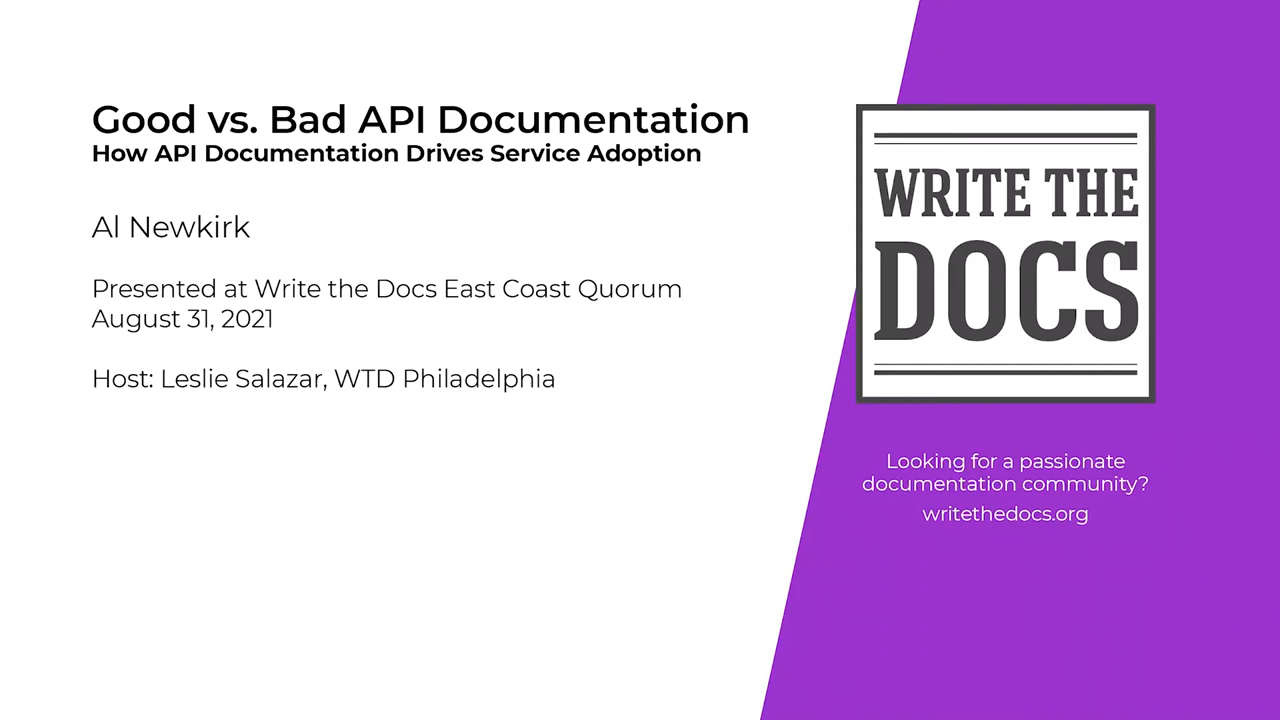 Good vs. Bad API Documentation
How API Documentation Drives Service Adoption
Al Newkirk
Presented at Write the Docs East Coast Quorum
August 31, 2021
Host: Leslie Salazar, WTD Philadelphia
WRITE THE
DOCS
Looking for a passionate
documentation community?
writethedocs.org